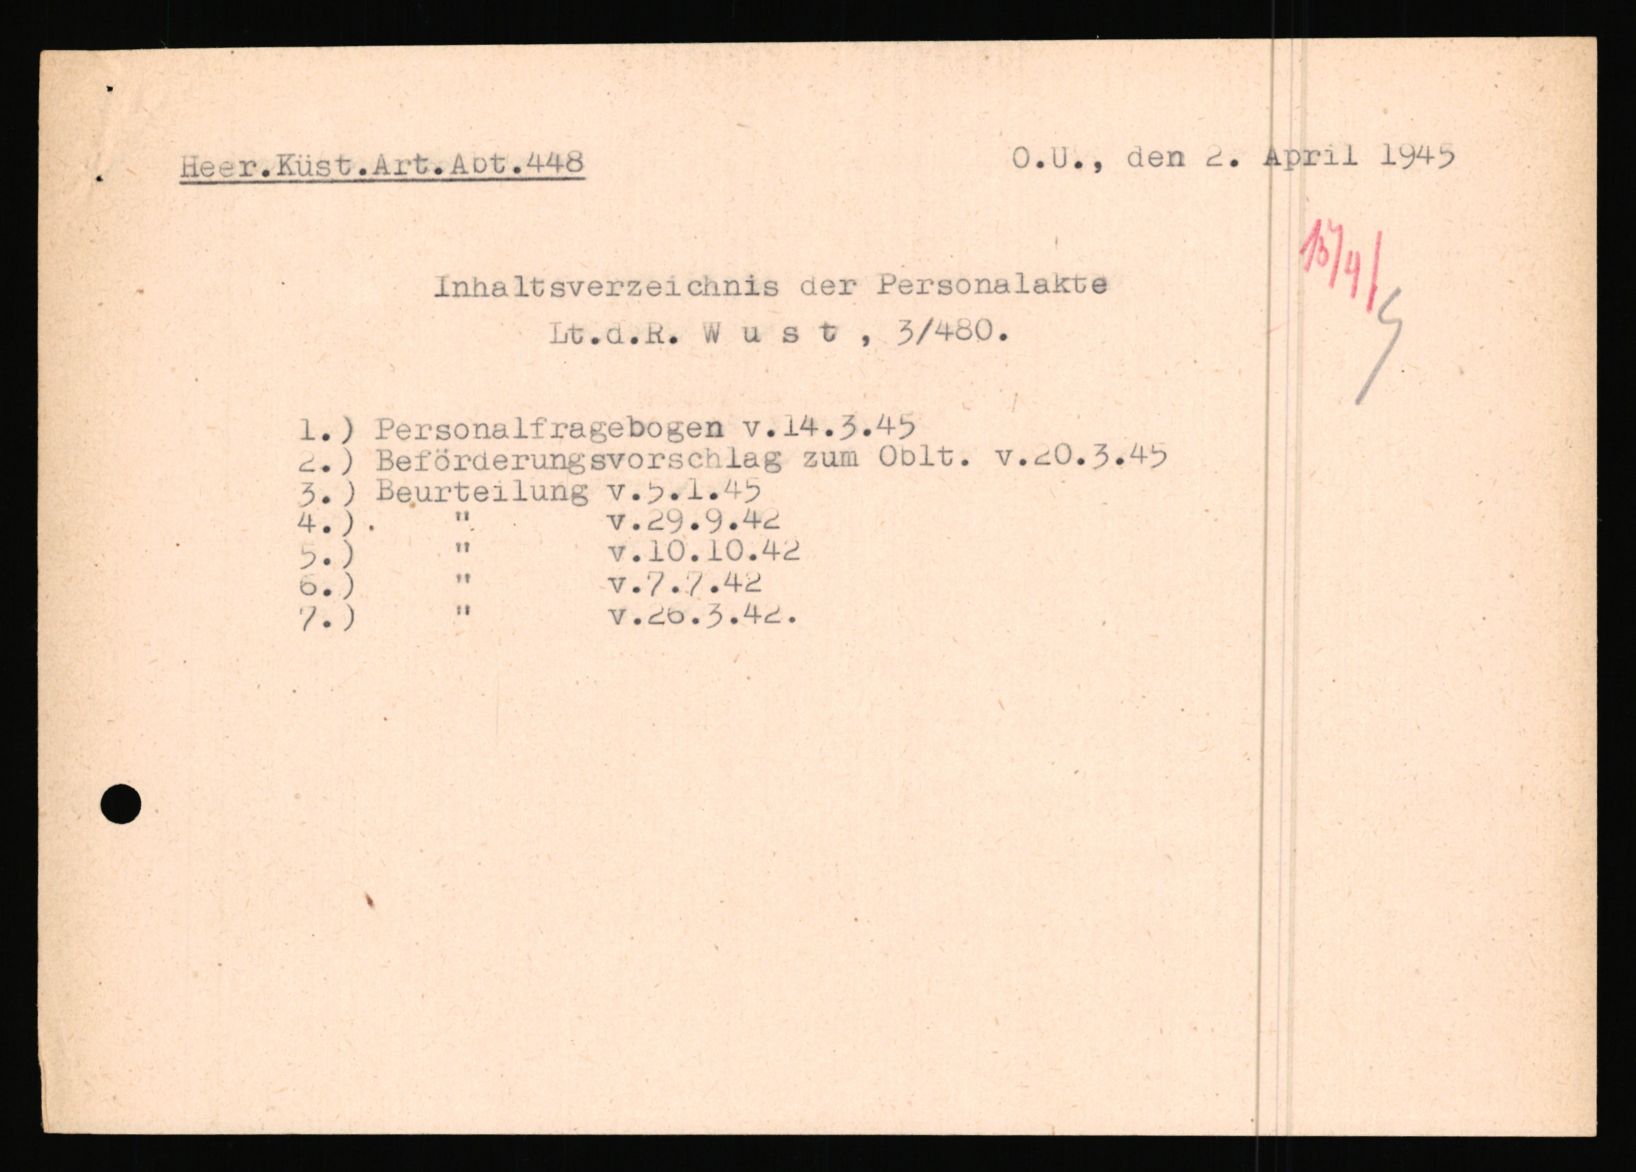 Heer.Küst.Art.Abt.448
O.U., den 2. April 1945
Inhaltsverzeichnis der Personalakte
Lt.d.R. W u s t , 3/480.
1.) Personalfragebogen v.14.3.45
2.) Beförderungsvorschlag zum Oblt. v.20.3.45
3.) Beurteilung v.5.1.45
4.) " v.29.9.42
5.) " v.10.10.42
6.) " v.7.7.42
7.) " v.26.3.42.